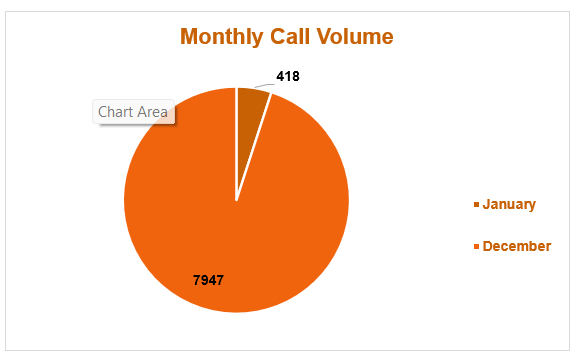 Monthly Call Volume
418
Chart Area
January
December
7947